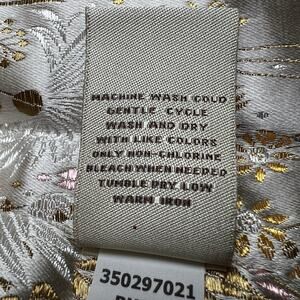 MACHINE WASH COLD
GENTLE CYCLE
WASH AND DRY
WITH LIKE COLORS
ONLY NON-CHLORINE
BLEACH WHEN NEEDED
TUMBLE DRY LOW
WARM IRON
350297021